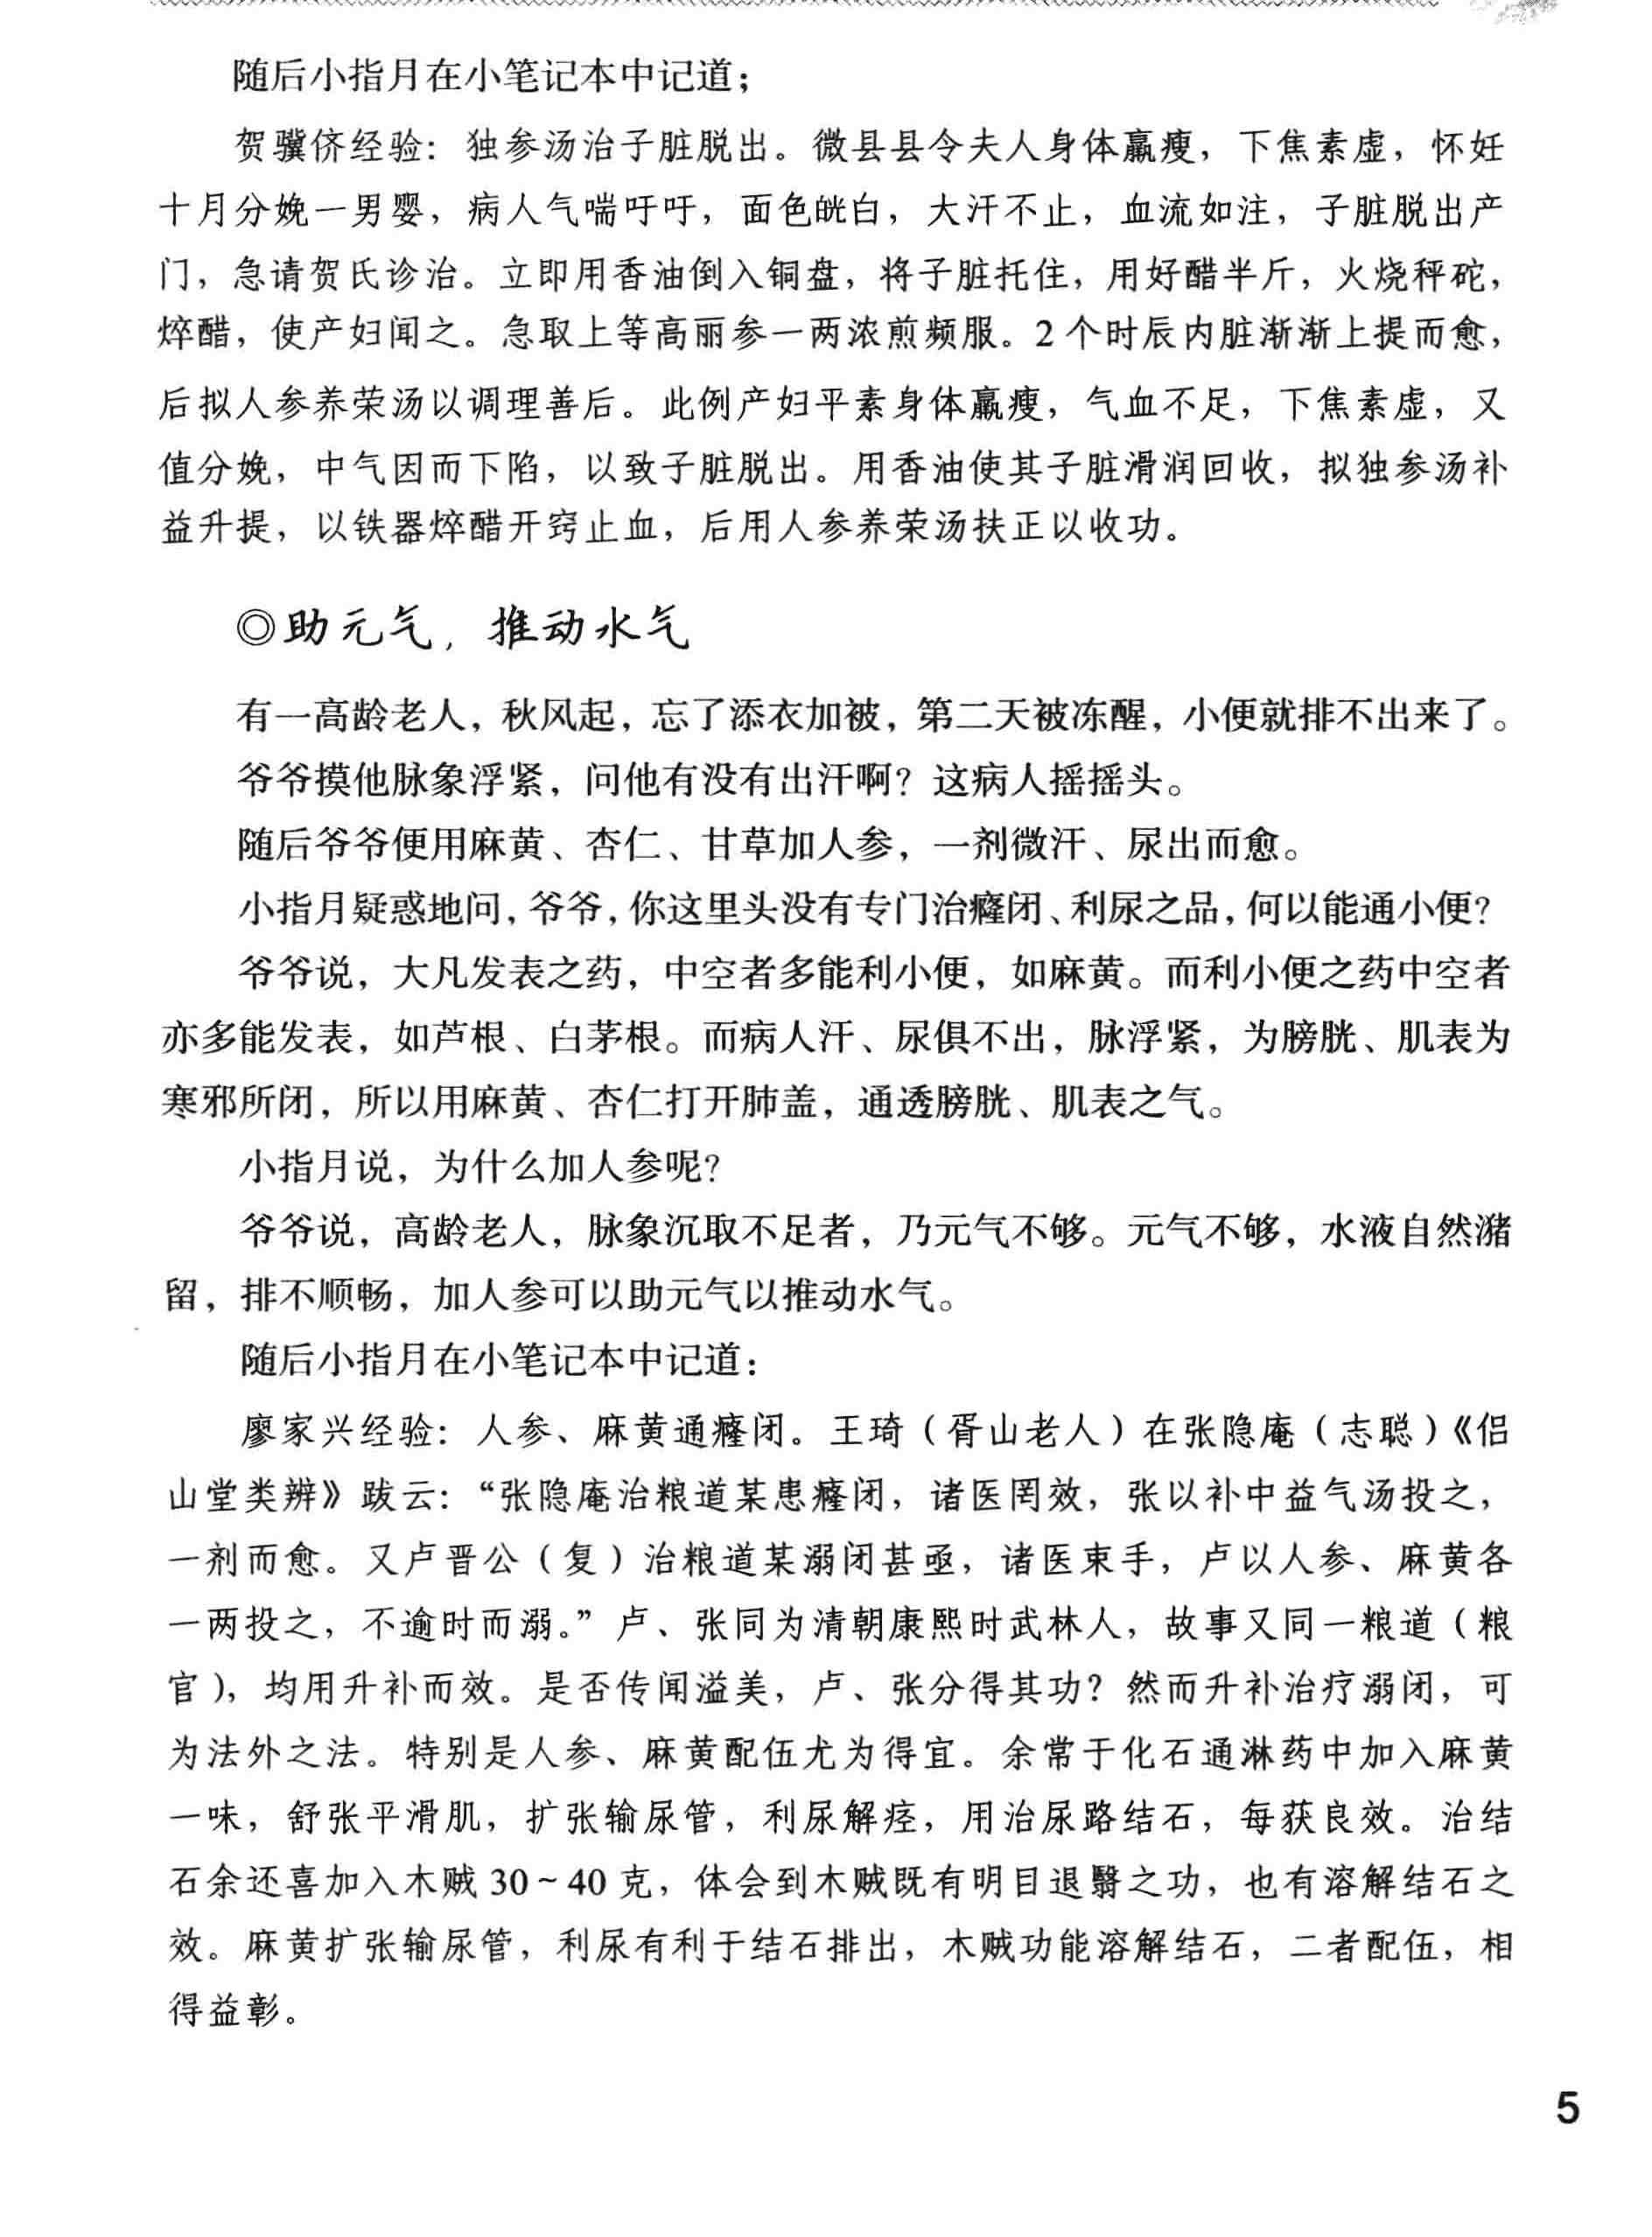 随后小指月在小笔记本中记道；
贺骥侪经验：独参汤治子脏脱出。微县县令夫人身体羸瘦，下焦素虚，怀妊
十月分娩一男婴，病人气喘吁吁，面色㿠白，大汗不止，血流如注，子脏脱出产
门，急请贺氏诊治。立即用香油倒入铜盘，将子脏托住，用好醋半斤，火烧秤砣，
焠醋，使产妇闻之。急取上等高丽参一两浓煎频服。2个时辰内脏渐渐上提而愈，
后拟人参养荣汤以调理善后。此例产妇平素身体羸瘦，气血不足，下焦素虚，又
值分娩，中气因而下陷，以致子脏脱出。用香油使其子脏滑润回收，拟独参汤补
益升提，以铁器焠醋开窍止血，后用人参养荣汤扶正以收功。
◎助元气，推动水气
有一高龄老人，秋风起，忘了添衣加被，第二天被冻醒，小便就排不出来了。
爷爷摸他脉象浮紧，问他有没有出汗啊？这病人摇摇头。
随后爷爷便用麻黄、杏仁、甘草加人参，一剂微汗、尿出而愈。
小指月疑惑地问，爷爷，你这里头没有专门治癃闭、利尿之品，何以能通小便？
爷爷说，大凡发表之药，中空者多能利小便，如麻黄。而利小便之药中空者
亦多能发表，如芦根、白茅根。而病人汗、尿俱不出，脉浮紧，为膀胱、肌表为
寒邪所闭，所以用麻黄、杏仁打开肺盖，通透膀胱、肌表之气。
小指月说，为什么加人参呢？
爷爷说，高龄老人，脉象沉取不足者，乃元气不够。元气不够，水液自然潴
留，排不顺畅，加人参可以助元气以推动水气。
随后小指月在小笔记本中记道：
廖家兴经验：人参、麻黄通癃闭。王琦（胥山老人）在张隐庵（志聪）《侣
山堂类辨》跋云：“张隐庵治粮道某患癃闭，诸医罔效，张以补中益气汤投之，
一剂而愈。又卢晋公（复）治粮道某溺闭甚亟，诸医束手，卢以人参、麻黄各
一两投之，不逾时而溺。”卢、张同为清朝康熙时武林人，故事又同一粮道（粮
官），均用升补而效。是否传闻溢美，卢、张分得其功？然而升补治疗溺闭，可
为法外之法。特别是人参、麻黄配伍尤为得宜。余常于化石通淋药中加入麻黄
一味，舒张平滑肌，扩张输尿管，利尿解痉，用治尿路结石，每获良效。治结
石余还喜加入木贼30～40克，体会到木贼既有明目退翳之功，也有溶解结石之
效。麻黄扩张输尿管，利尿有利于结石排出，木贼功能溶解结石，二者配伍，相
得益彰。
5